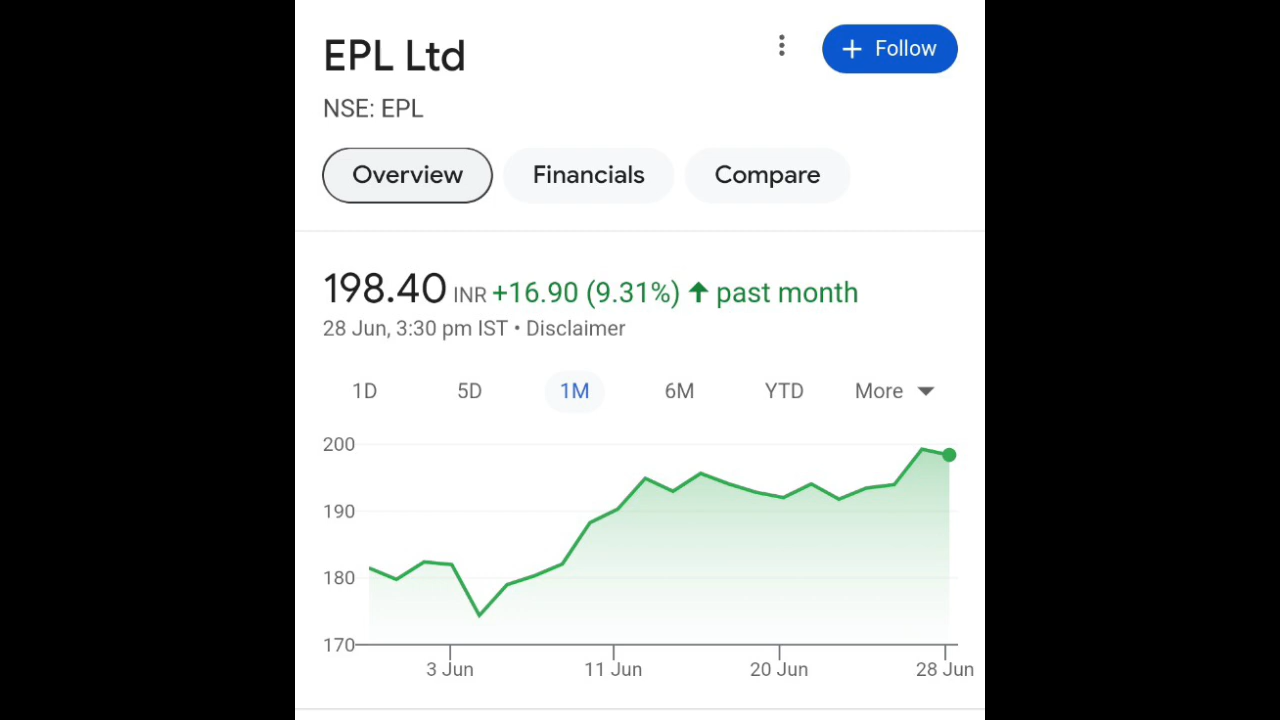 EPL Ltd
+ Follow
NSE: EPL
Overview Financials Compare
198.40 INR +16.90 (9.31%) ↑ past month
28 Jun, 3:30 pm IST • Disclaimer
1D 5D 1M 6M YTD More
200
190
180
170
3 Jun 11 Jun 20 Jun 28 Jun